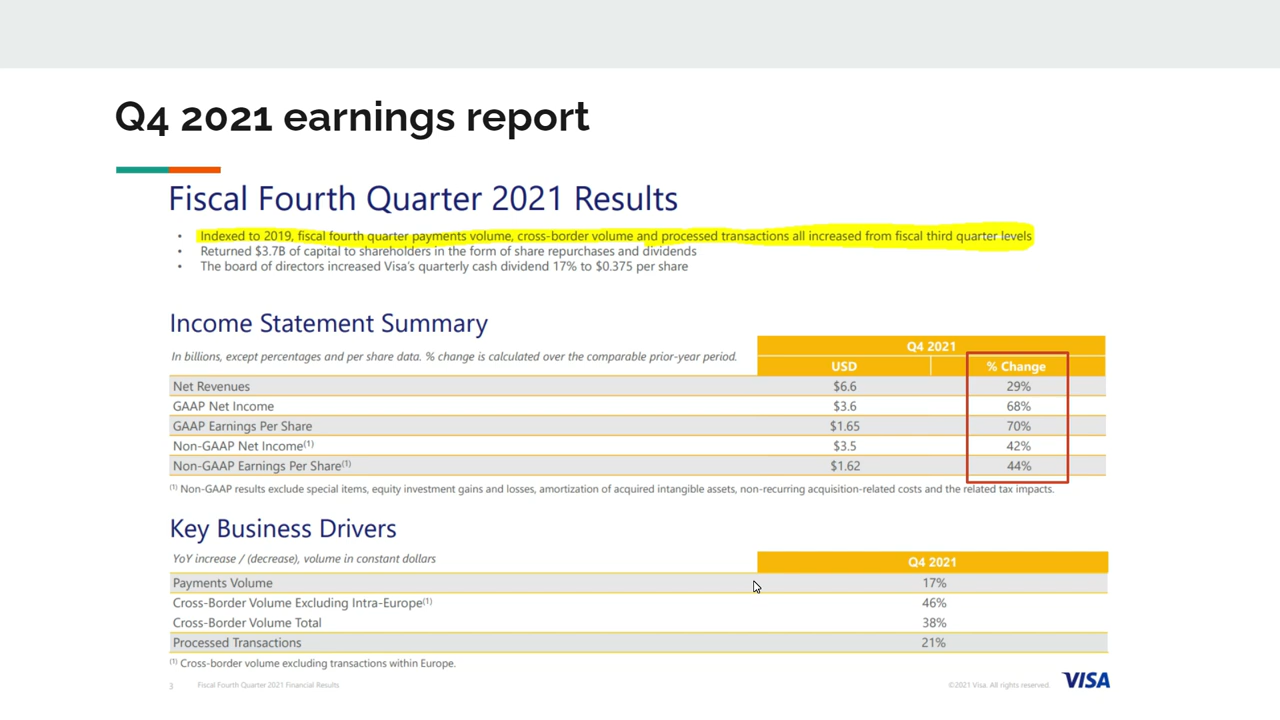 Q4 2021 earnings report
Fiscal Fourth Quarter 2021 Results
• Indexed to 2019, fiscal fourth quarter payments volume, cross-border volume and processed transactions all increased from fiscal third quarter levels
• Returned $3.7B of capital to shareholders in the form of share repurchases and dividends
• The board of directors increased Visa's quarterly cash dividend 17% to $0.375 per share
Income Statement Summary
In billions, except percentages and per share data. % change is calculated over the comparable prior-year period.
Q4 2021
USD % Change
Net Revenues $6.6 29%
GAAP Net Income $3.6 68%
GAAP Earnings Per Share $1.65 70%
Non-GAAP Net Income(1) $3.5 42%
Non-GAAP Earnings Per Share(1) $1.62 44%
(1) Non-GAAP results exclude special items, equity investment gains and losses, amortization of acquired intangible assets, non-recurring acquisition-related costs and the related tax impacts.
Key Business Drivers
YoY increase / (decrease), volume in constant dollars
Q4 2021
Payments Volume 17%
Cross-Border Volume Excluding Intra-Europe(1) 46%
Cross-Border Volume Total 38%
Processed Transactions 21%
(1) Cross-border volume excluding transactions within Europe.
3 Fiscal Fourth Quarter 2021 Financial Results ©2021 Visa. All rights reserved. VISA